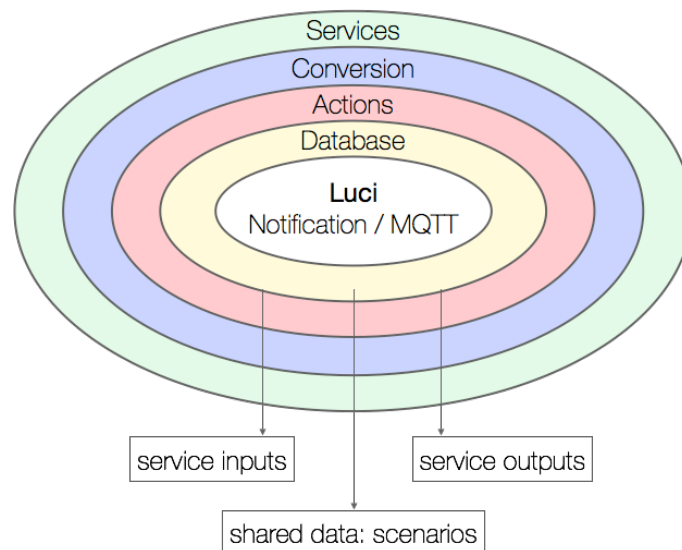 Services
Conversion
Actions
Database
Luci
Notification / MQTT
service inputs
service outputs
shared data: scenarios